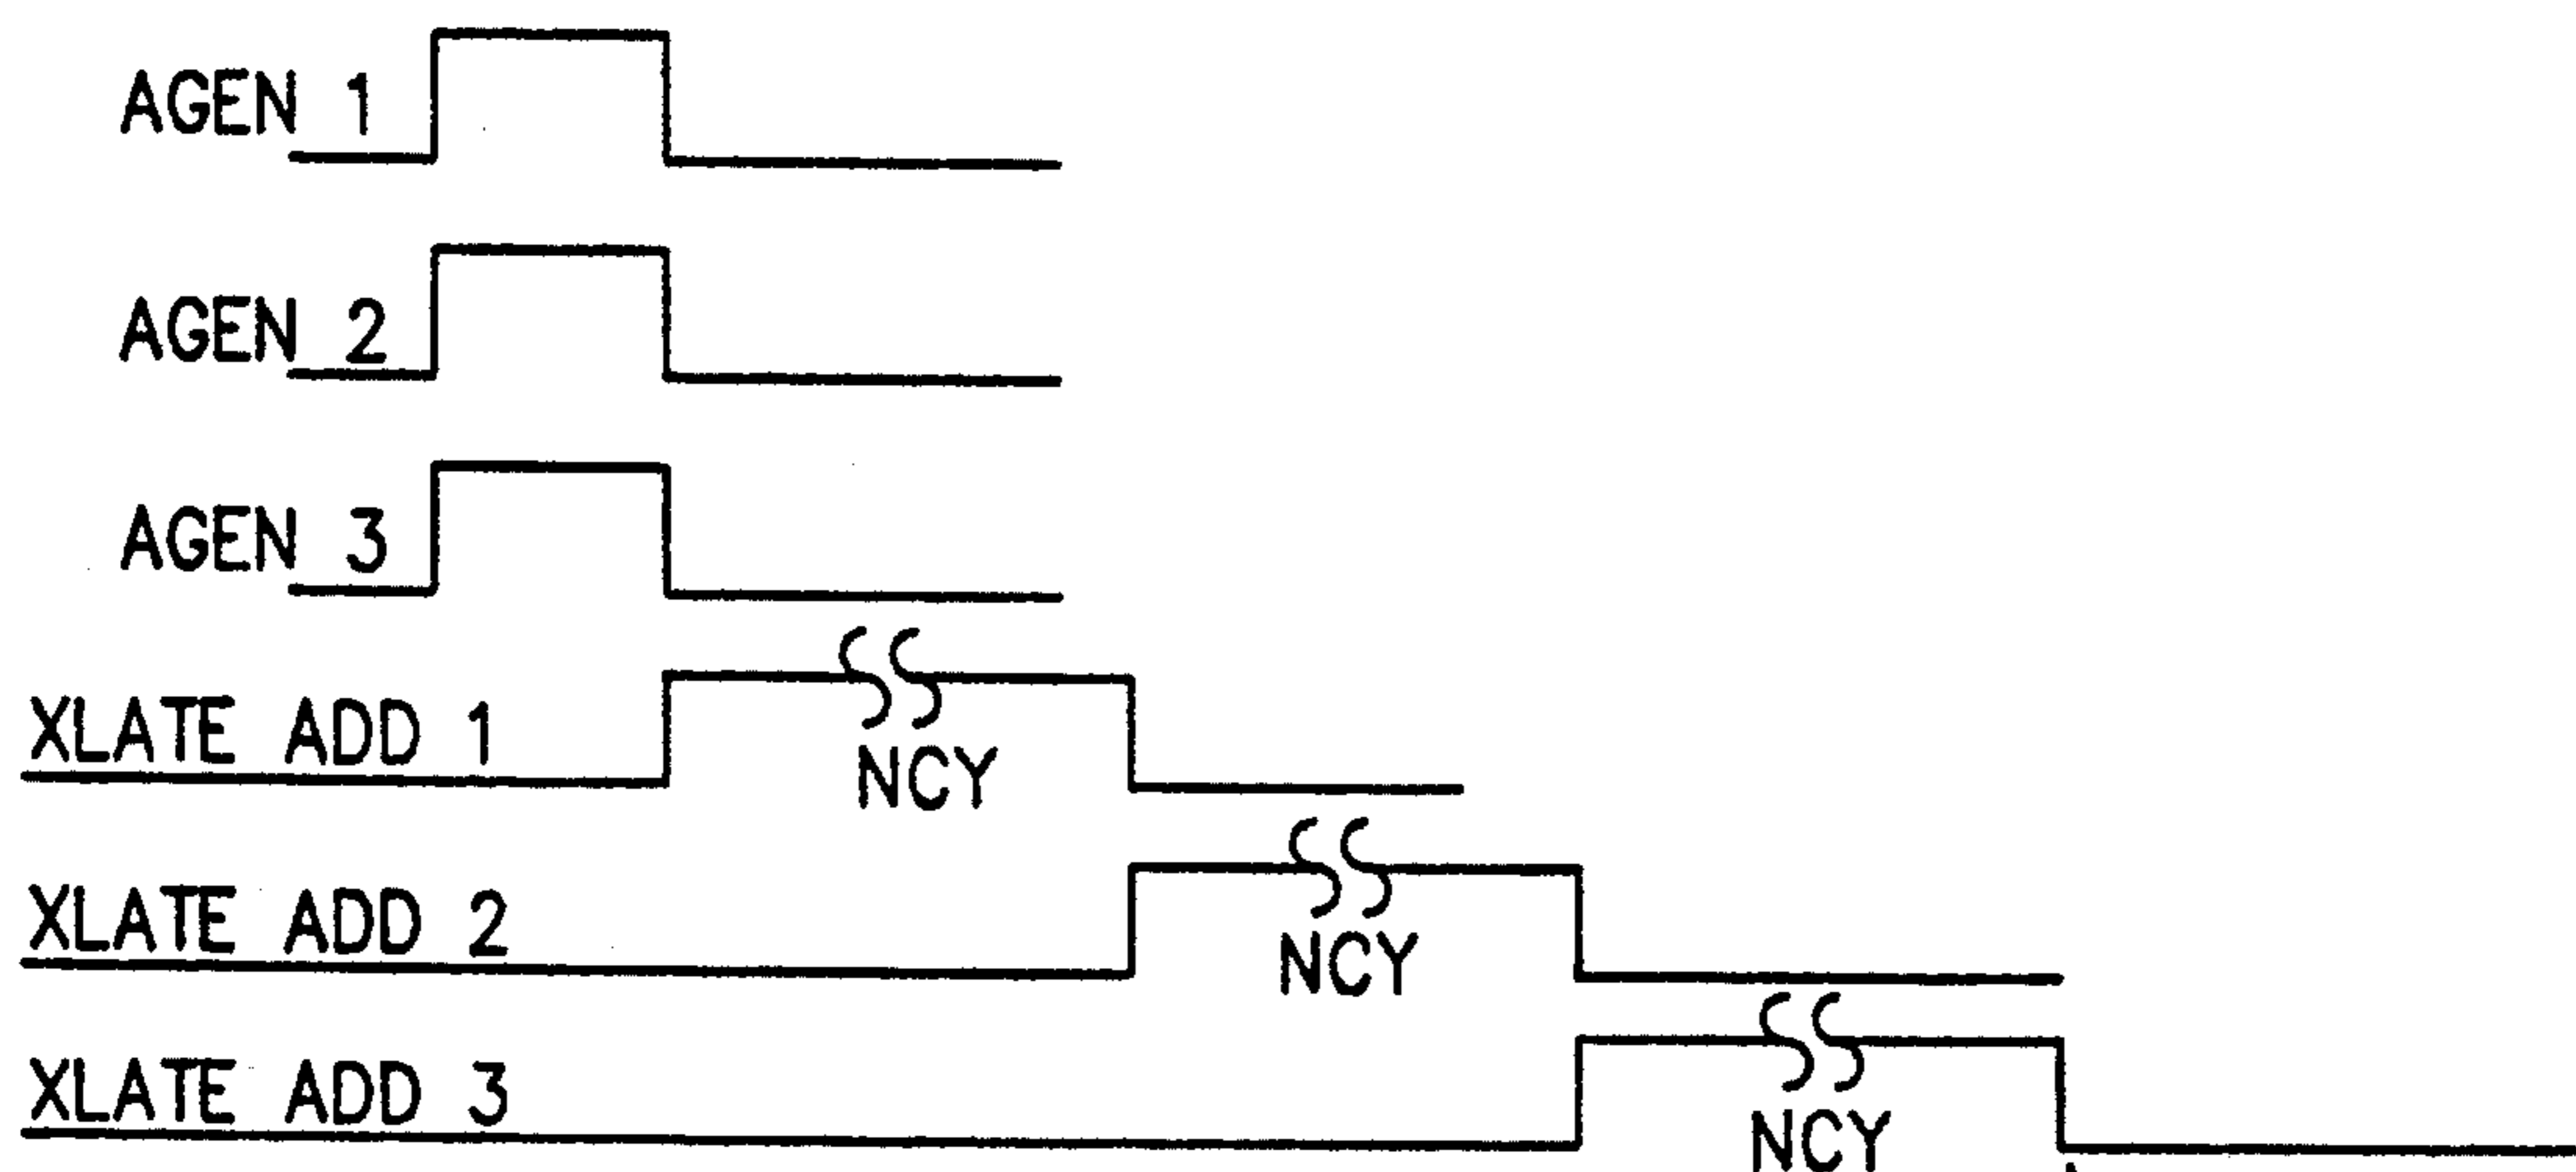 AGEN 1
AGEN 2
AGEN 3
XLATE ADD 1
NCY
XLATE ADD 2
NCY
XLATE ADD 3
NCY